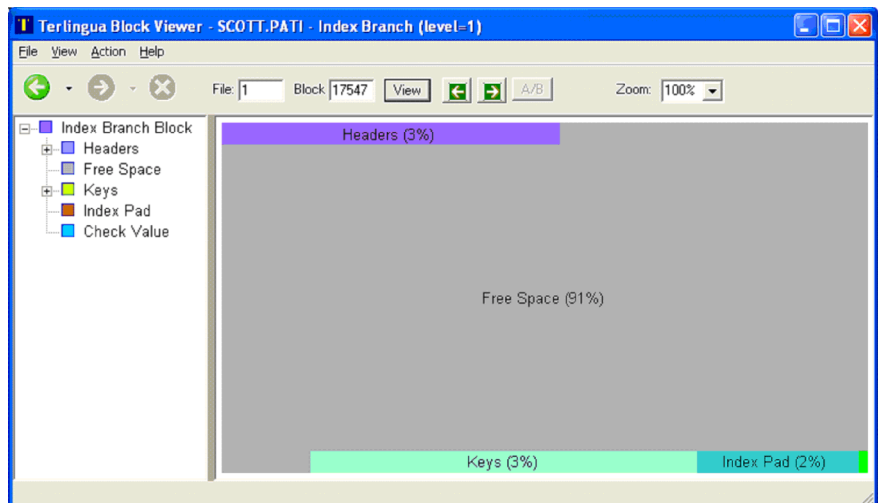 Terlingua Block Viewer - SCOTT.PATI - Index Branch (level=1)
File View Action Help
File: 1 Block 17547 View A/B Zoom: 100%
Index Branch Block
Headers
Free Space
Keys
Index Pad
Check Value
Headers (3%)
Free Space (91%)
Keys (3%) Index Pad (2%)